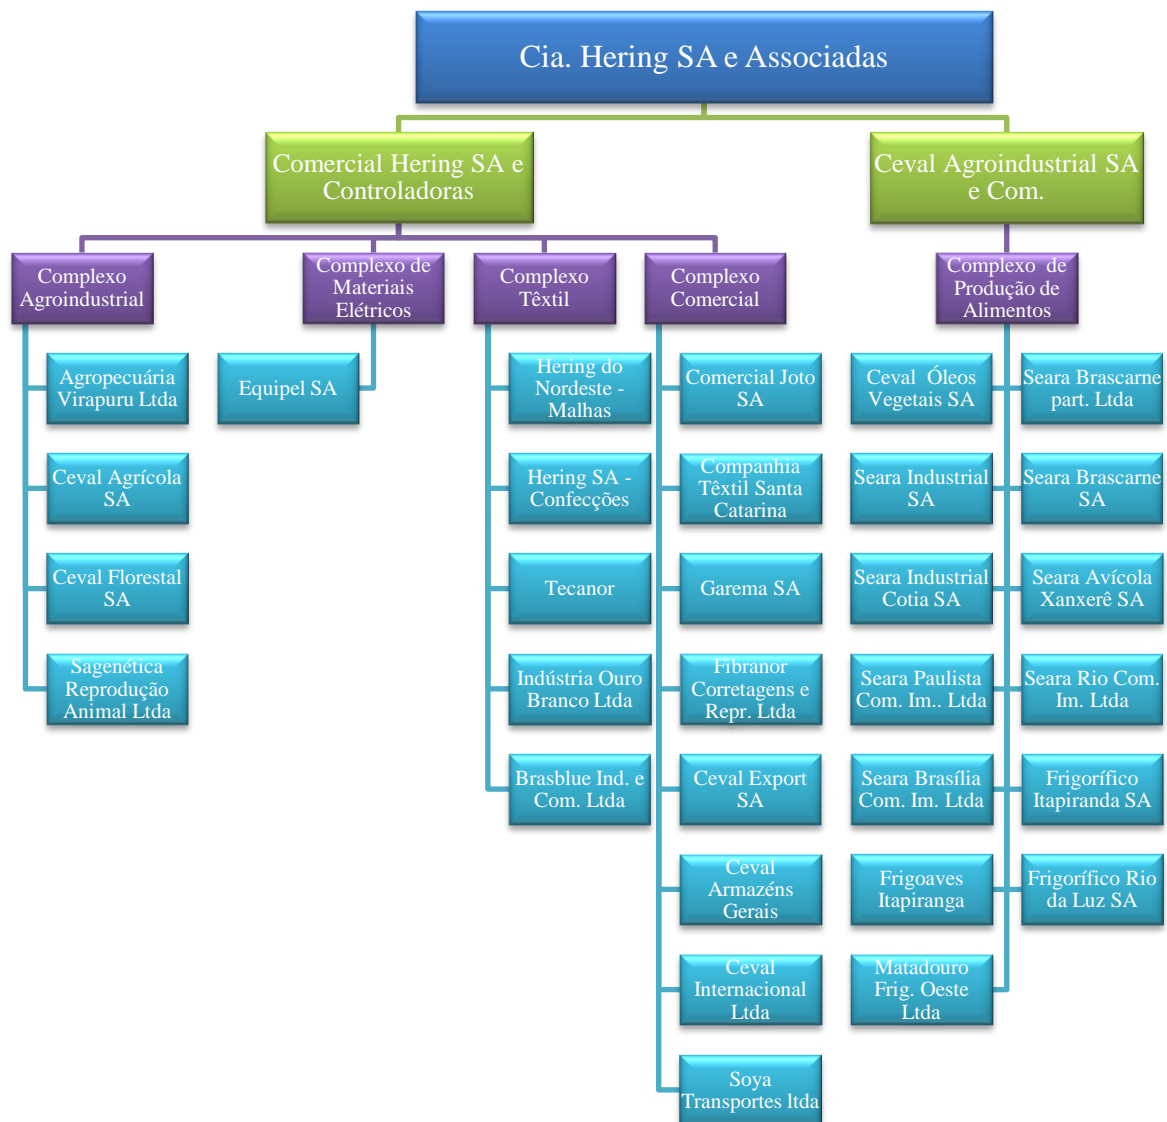 Cia. Hering SA e Associadas
Comercial Hering SA e
Controladoras
Ceval Agroindustrial SA
e Com.
Complexo
Agroindustrial
Complexo de
Materiais
Elétricos
Complexo
Têxtil
Complexo
Comercial
Complexo de
Produção de
Alimentos
Agropecuária
Virapuru Ltda
Ceval Agrícola
SA
Ceval Florestal
SA
Sagenética
Reprodução
Animal Ltda
Equipel SA
Hering do
Nordeste -
Malhas
Hering SA -
Confecções
Tecanor
Indústria Ouro
Branco Ltda
Brasblue Ind. e
Com. Ltda
Comercial Joto
SA
Companhia
Têxtil Santa
Catarina
Garema SA
Fibranor
Corretagens e
Repr. Ltda
Ceval Export
SA
Ceval
Armazéns
Gerais
Ceval
Internacional
Ltda
Soya
Transportes ltda
Ceval Óleos
Vegetais SA
Seara Brascarne
part. Ltda
Seara Industrial
SA
Seara Brascarne
SA
Seara Industrial
Cotia SA
Seara Avícola
Xanxerê SA
Seara Paulista
Com. Im.. Ltda
Seara Rio Com.
Im. Ltda
Seara Brasília
Com. Im. Ltda
Frigorífico
Itapiranda SA
Frigoaves
Itapiranga
Frigorífico Rio
da Luz SA
Matadouro
Frig. Oeste
Ltda